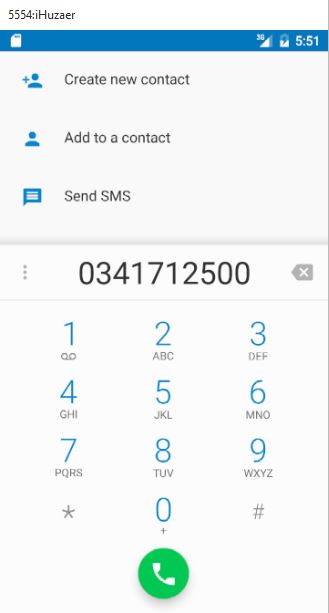 5554:iHuzaer
3G 5:51
Create new contact
Add to a contact
Send SMS
0341712500
1 2 3
ABC DEF
4 5 6
GHI JKL MNO
7 8 9
PQRS TUV WXYZ
* 0 #
+